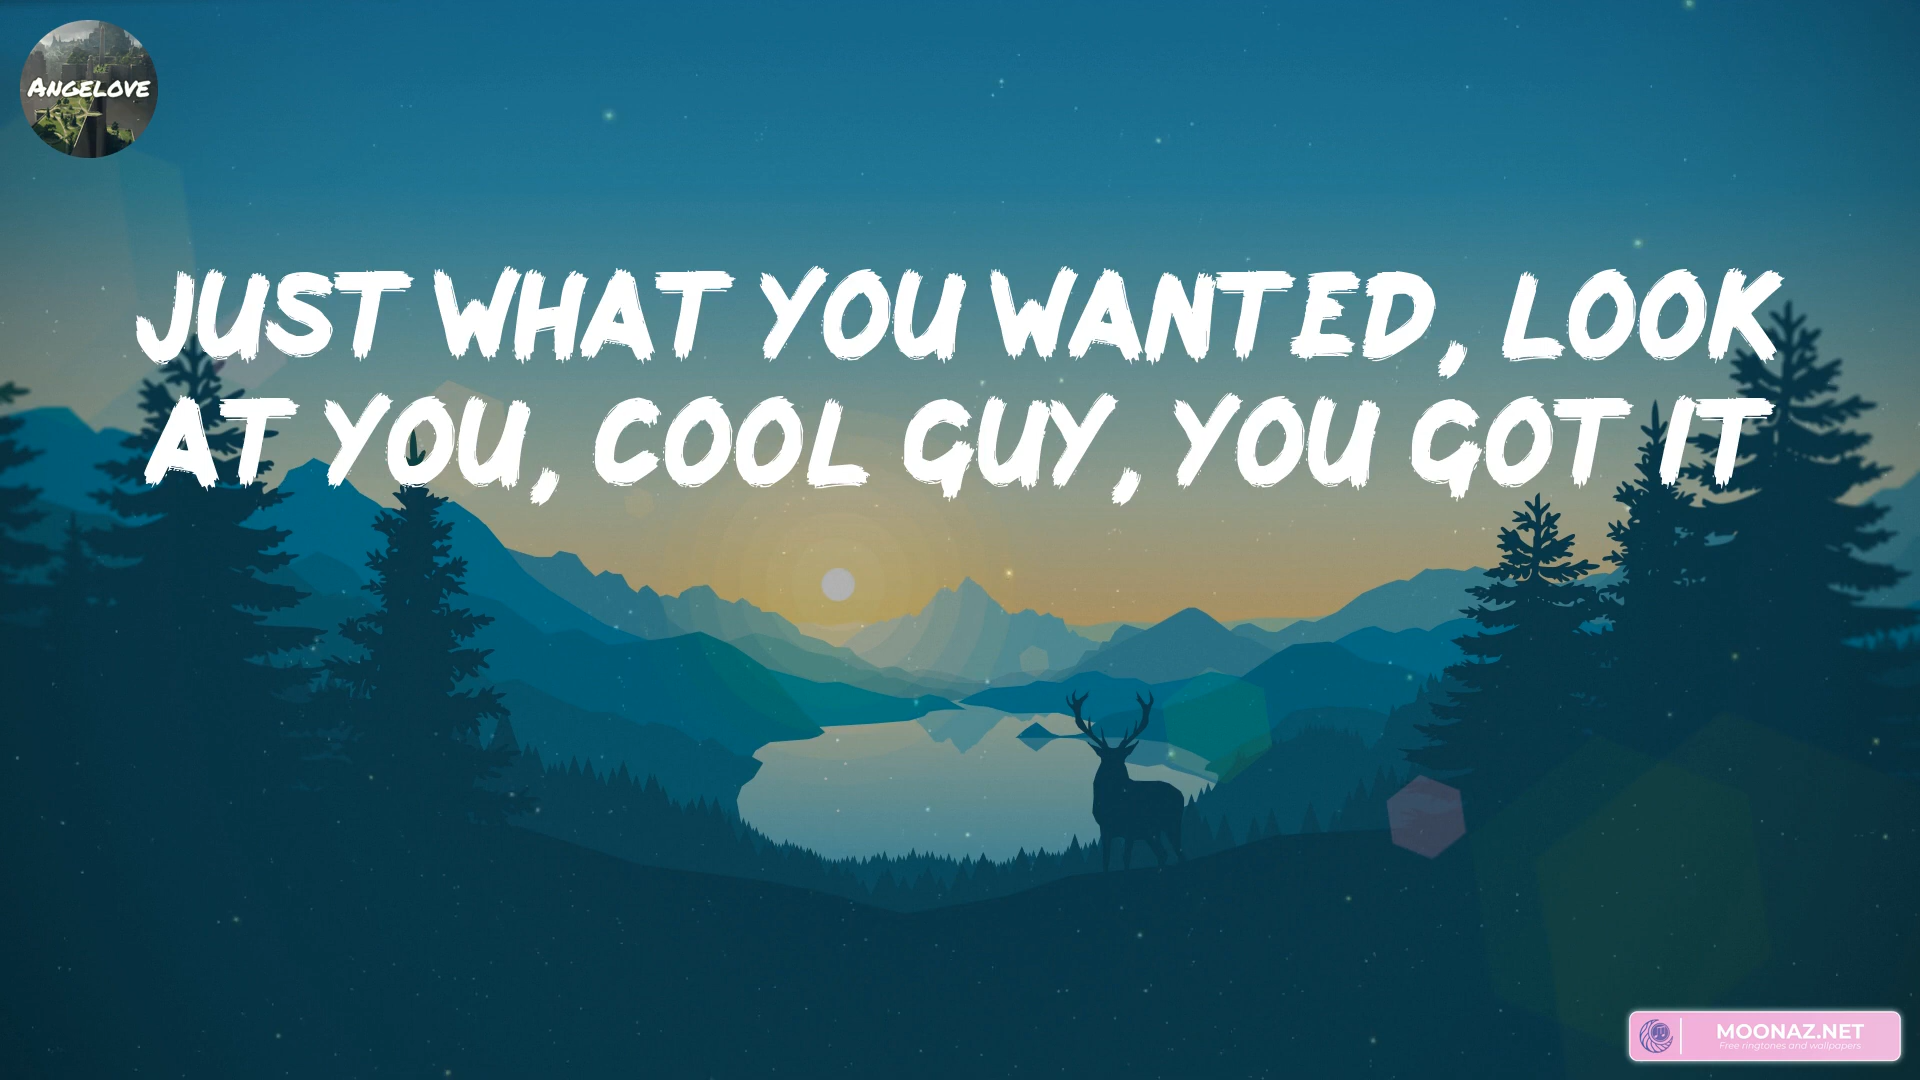 ANGELOVE
JUST WHAT YOU WANTED, LOOK
AT YOU, COOL GUY, YOU GOT IT
MOONAZ.NET
Free ringtones and wallpapers